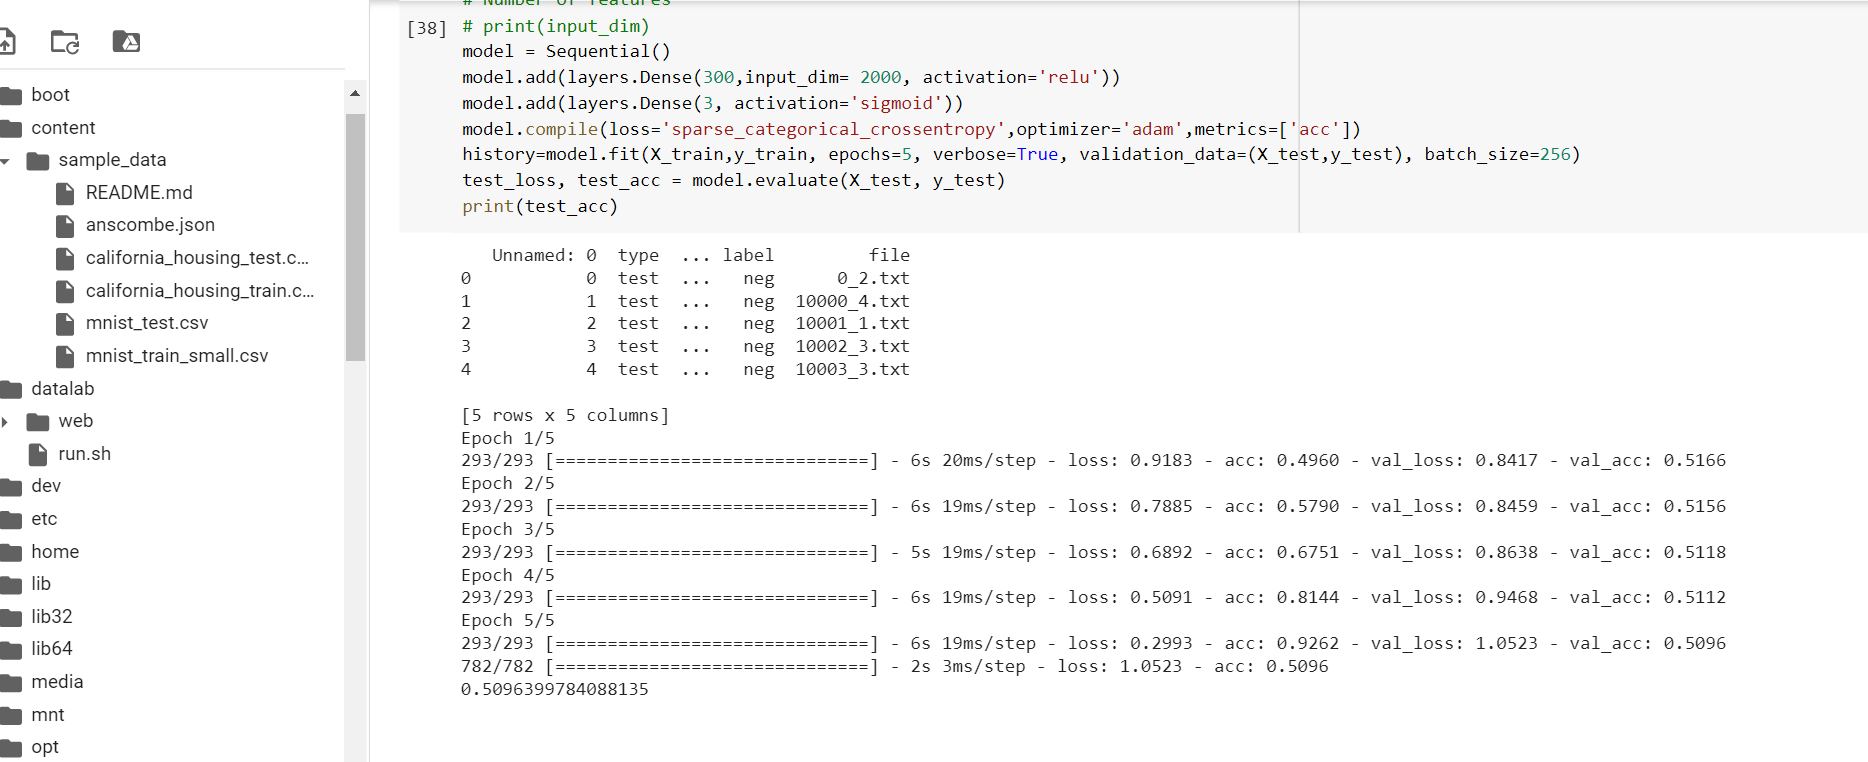 boot
content
sample_data
README.md
anscombe.json
california_housing_test.c...
california_housing_train.c...
mnist_test.csv
mnist_train_small.csv
datalab
web
run.sh
dev
etc
home
lib
lib32
lib64
media
mnt
opt
# Number of features
[38] # print(input_dim)
model = Sequential()
model.add(layers.Dense(300,input_dim= 2000, activation='relu'))
model.add(layers.Dense(3, activation='sigmoid'))
model.compile(loss='sparse_categorical_crossentropy',optimizer='adam',metrics=['acc'])
history=model.fit(X_train,y_train, epochs=5, verbose=True, validation_data=(X_test,y_test), batch_size=256)
test_loss, test_acc = model.evaluate(X_test, y_test)
print(test_acc)
Unnamed: 0 type ... label file
0 0 test ... neg 0_2.txt
1 1 test ... neg 10000_4.txt
2 2 test ... neg 10001_1.txt
3 3 test ... neg 10002_3.txt
4 4 test ... neg 10003_3.txt
[5 rows x 5 columns]
Epoch 1/5
293/293 [==============================] - 6s 20ms/step - loss: 0.9183 - acc: 0.4960 - val_loss: 0.8417 - val_acc: 0.5166
Epoch 2/5
293/293 [==============================] - 6s 19ms/step - loss: 0.7885 - acc: 0.5790 - val_loss: 0.8459 - val_acc: 0.5156
Epoch 3/5
293/293 [==============================] - 5s 19ms/step - loss: 0.6892 - acc: 0.6751 - val_loss: 0.8638 - val_acc: 0.5118
Epoch 4/5
293/293 [==============================] - 6s 19ms/step - loss: 0.5091 - acc: 0.8144 - val_loss: 0.9468 - val_acc: 0.5112
Epoch 5/5
293/293 [==============================] - 6s 19ms/step - loss: 0.2993 - acc: 0.9262 - val_loss: 1.0523 - val_acc: 0.5096
782/782 [==============================] - 2s 3ms/step - loss: 1.0523 - acc: 0.5096
0.5096399784088135